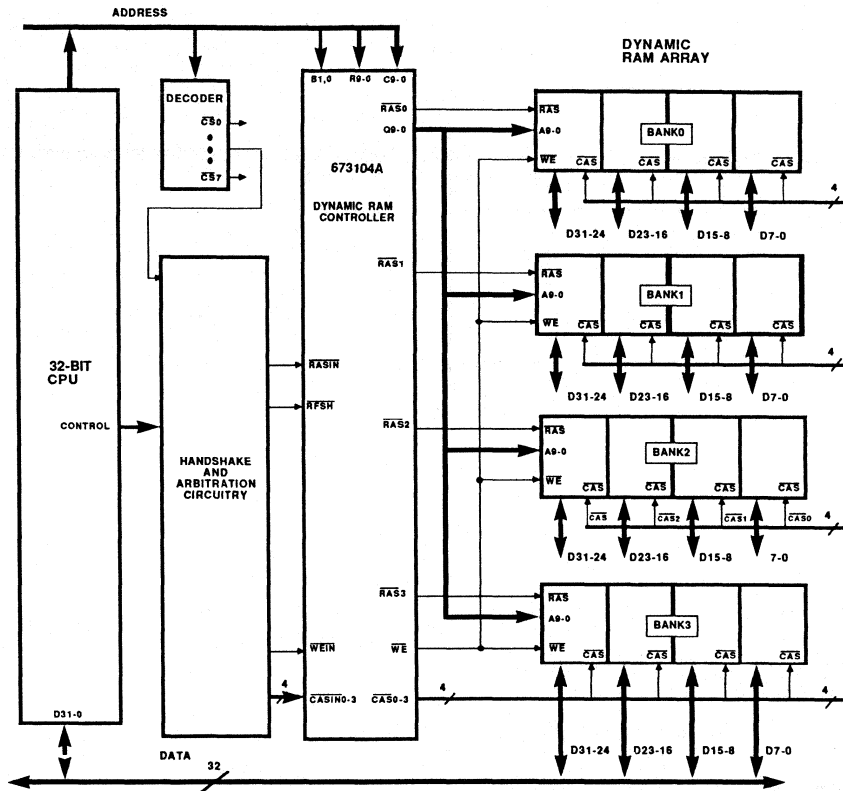 ADDRESS
DYNAMIC
RAM ARRAY
DECODER
CS0
CS7
B1,0 R9-0 C9-0
RAS0
Q9-0
673104A
DYNAMIC RAM
CONTROLLER
RAS
A9-0
WE
BANK0
CAS CAS CAS CAS
4
D31-24 D23-16 D15-8 D7-0
RAS1
RAS
A9-0
WE
BANK1
CAS CAS CAS CAS
4
D31-24 D23-16 D15-8 D7-0
32-BIT
CPU
CONTROL
D31-0
HANDSHAKE
AND
ARBITRATION
CIRCUITRY
RASIN
RFSH
RAS2
RAS
A9-0
WE
BANK2
CAS CAS CAS CAS
CAS CAS2 CAS1 CAS0
4
D31-24 D23-16 D15-8 7-0
RAS3
RAS
A9-0
WE
BANK3
CAS CAS CAS CAS
WEIN
WE
4
CASIN0-3 CAS0-3
4
4
D31-24 D23-16 D15-8 D7-0
DATA
32